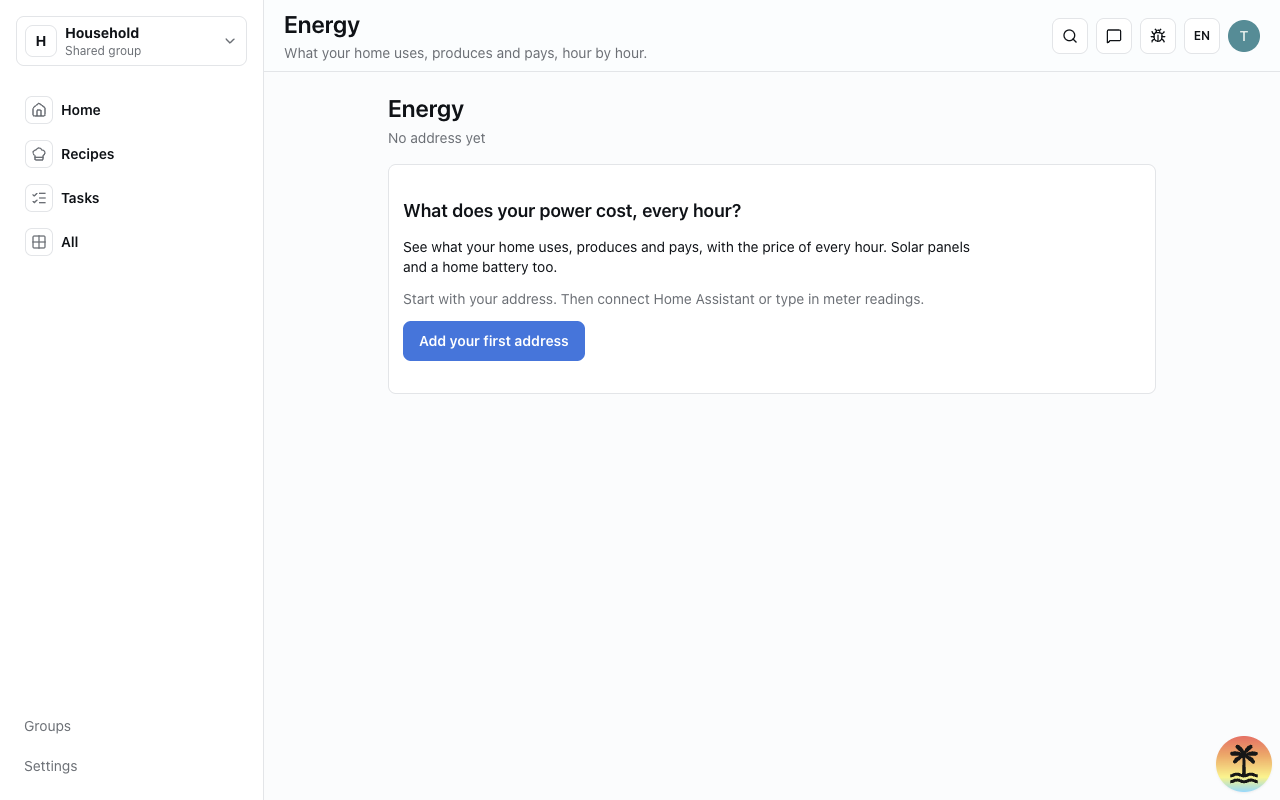 H
Household
Shared group
Home
Recipes
Tasks
All
Groups
Settings
Energy
What your home uses, produces and pays, hour by hour.
EN
T
Energy
No address yet
What does your power cost, every hour?
See what your home uses, produces and pays, with the price of every hour. Solar panels
and a home battery too.
Start with your address. Then connect Home Assistant or type in meter readings.
Add your first address